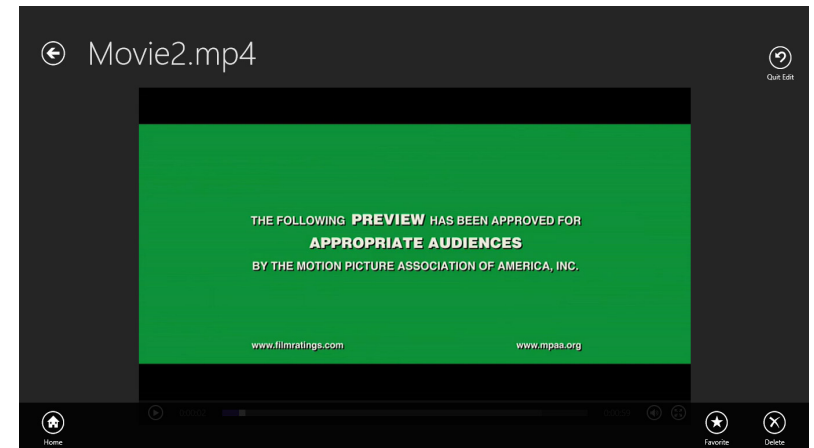 Movie2.mp4
Quit Edit
THE FOLLOWING PREVIEW HAS BEEN APPROVED FOR
APPROPRIATE AUDIENCES
BY THE MOTION PICTURE ASSOCIATION OF AMERICA, INC.
www.filmratings.com www.mpaa.org
Home Favorite Delete